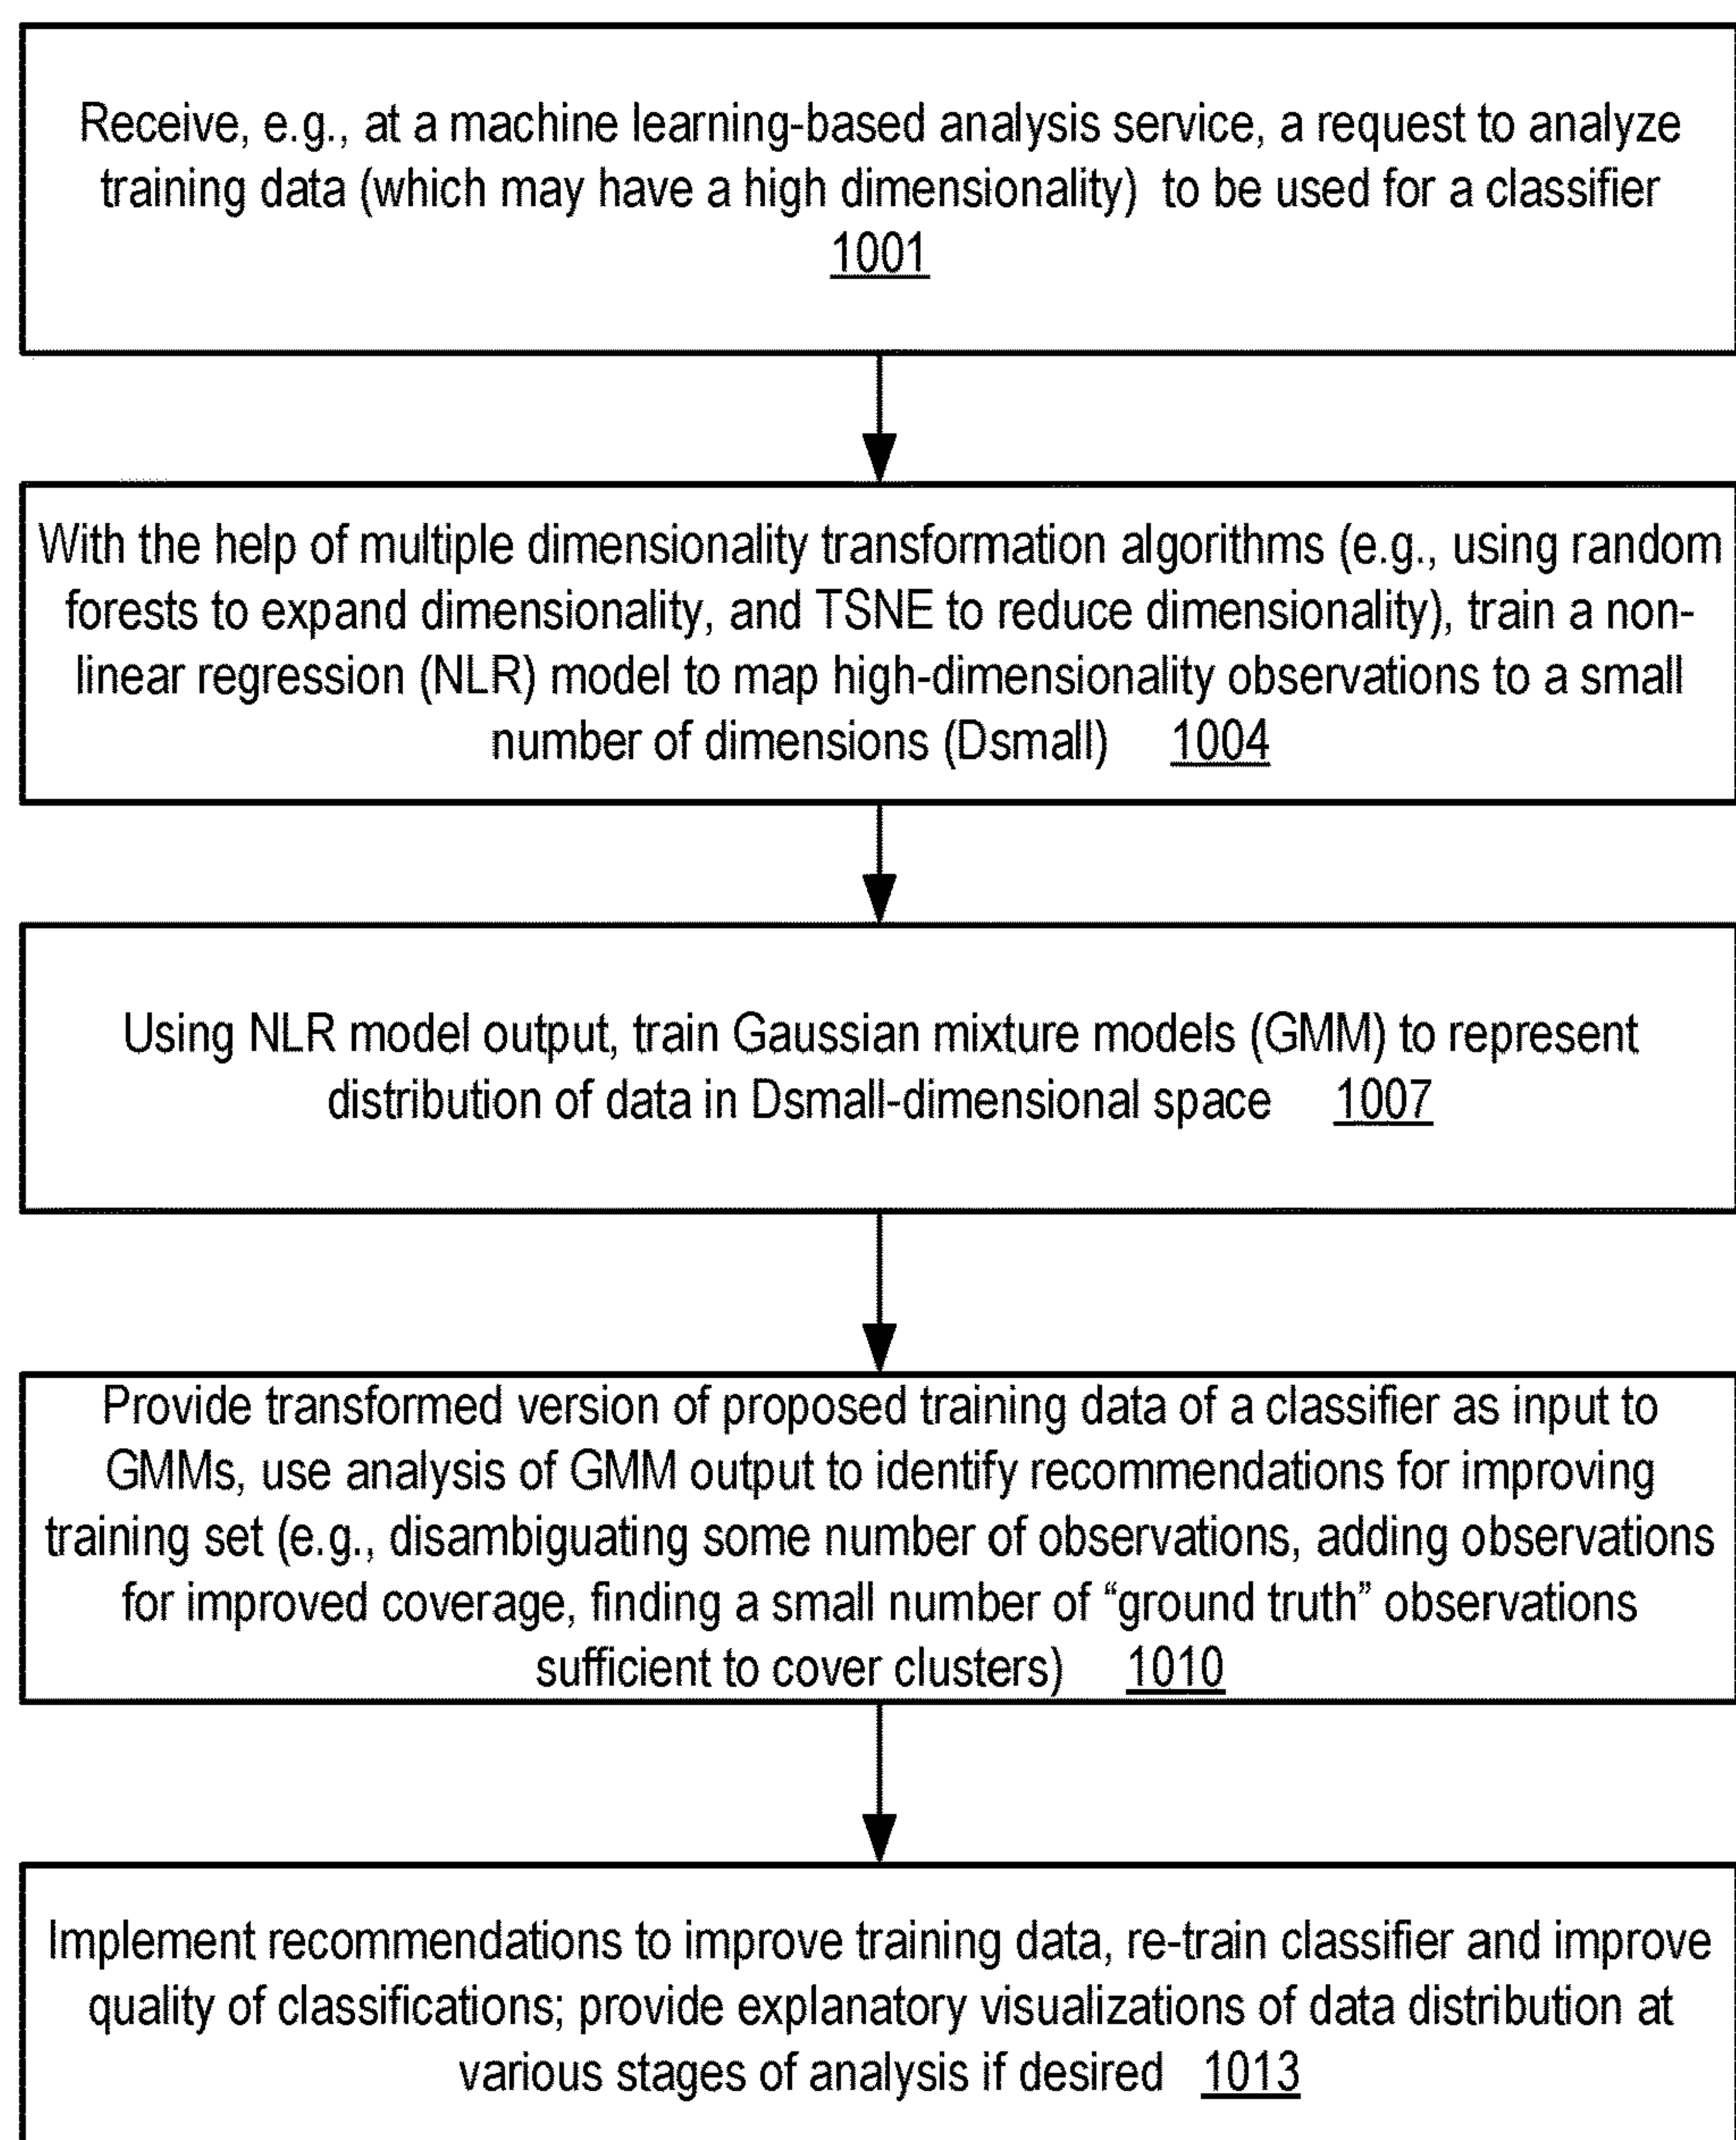 Receive, e.g., at a machine learning-based analysis service, a request to analyze
training data (which may have a high dimensionality)  to be used for a classifier
1001
With the help of multiple dimensionality transformation algorithms (e.g., using random
forests to expand dimensionality, and TSNE to reduce dimensionality), train a non-
linear regression (NLR) model to map high-dimensionality observations to a small
number of dimensions (Dsmall) 1004
Using NLR model output, train Gaussian mixture models (GMM) to represent
distribution of data in Dsmall-dimensional space 1007
Provide transformed version of proposed training data of a classifier as input to
GMMs, use analysis of GMM output to identify recommendations for improving
training set (e.g., disambiguating some number of observations, adding observations
for improved coverage, finding a small number of “ground truth” observations
sufficient to cover clusters) 1010
Implement recommendations to improve training data, re-train classifier and improve
quality of classifications; provide explanatory visualizations of data distribution at
various stages of analysis if desired 1013